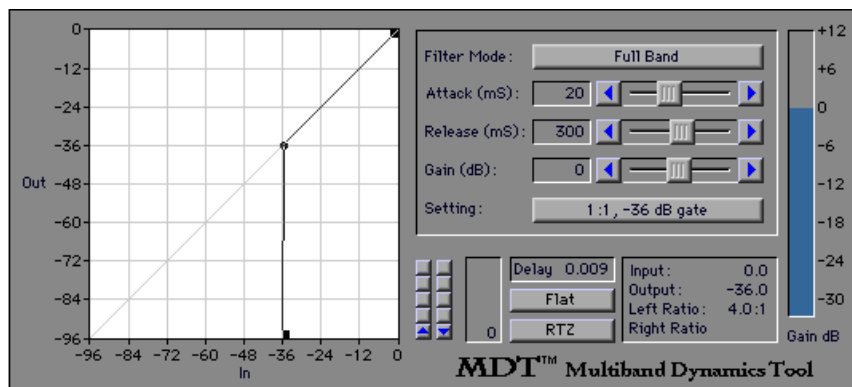 0
-12
-24
-36
Out -48
-60
-72
-84
-96
-96 -84 -72 -60 -48 -36 -24 -12 0
In
Filter Mode: Full Band
Attack (mS): 20
Release (mS): 300
Gain (dB): 0
Setting: 1:1, -36 dB gate
0
Delay 0.009
Flat
RTZ
Input: 0.0
Output: -36.0
Left Ratio: 4.0:1
Right Ratio
+12
+6
0
-6
-12
-18
-24
-30
Gain dB
MDT™ Multiband Dynamics Tool